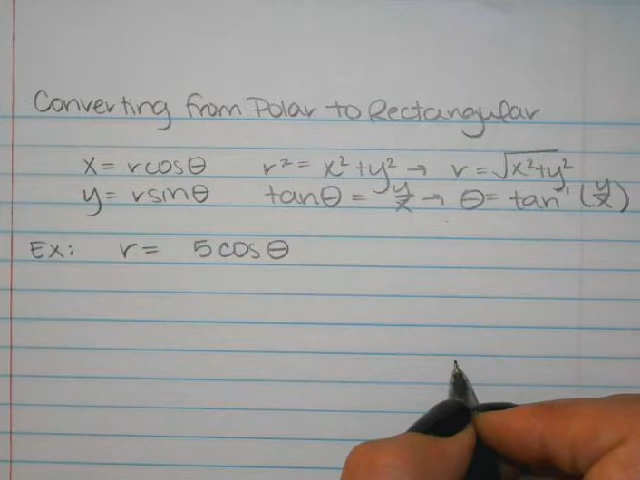 Converting from Polar to Rectangular
x = rcosθ r² = x² + y² → r = √x²+y²
y = rsinθ tanθ = y/x → θ = tan⁻¹ (y/x)
Ex: r = 5cosθ